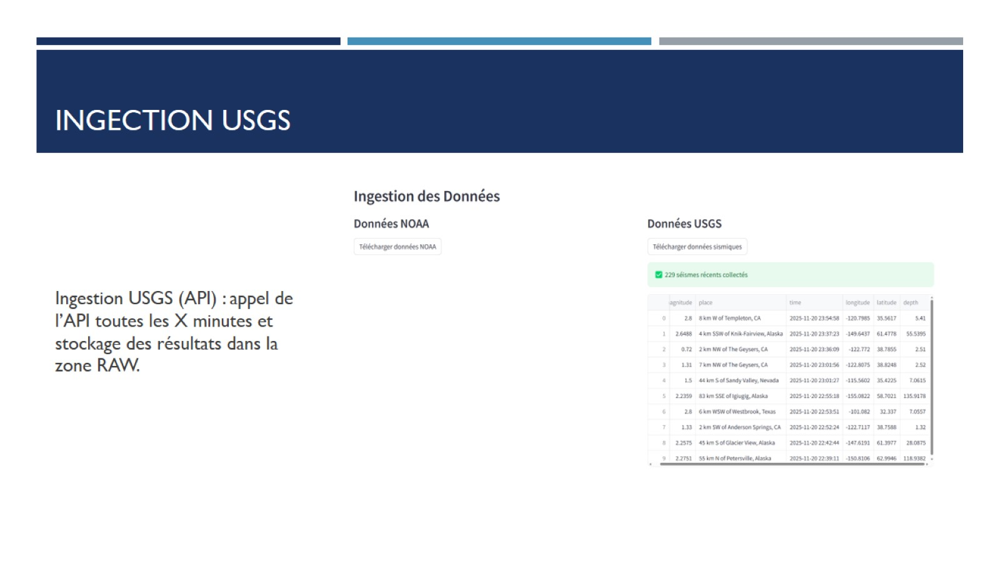 INGECTION USGS
Ingestion USGS (API) : appel de
l’API toutes les X minutes et
stockage des résultats dans la
zone RAW.
Ingestion des Données
Données NOAA
Télécharger données NOAA
Données USGS
Télécharger données sismiques
229 séismes récents collectés
agnitude place time longitude latitude depth
0 2.8 8 km W of Templeton, CA 2025-11-20 23:54:58 -120.7985 35.5617 5.41
1 2.6488 4 km SSW of Knik-Fairview, Alaska 2025-11-20 23:37:23 -149.6437 61.4778 55.5395
2 0.72 2 km NW of The Geysers, CA 2025-11-20 23:36:09 -122.772 38.7855 2.51
3 1.31 7 km NW of The Geysers, CA 2025-11-20 23:01:56 -122.8075 38.8248 2.52
4 1.5 44 km S of Sandy Valley, Nevada 2025-11-20 23:01:27 -115.5602 35.4225 7.0615
5 2.2359 83 km SSE of Igiugig, Alaska 2025-11-20 22:55:18 -155.0822 58.7021 135.9178
6 2.8 6 km WSW of Westbrook, Texas 2025-11-20 22:53:51 -101.082 32.337 7.0557
7 1.33 2 km SW of Anderson Springs, CA 2025-11-20 22:52:24 -122.7117 38.7588 1.32
8 2.2575 45 km S of Glacier View, Alaska 2025-11-20 22:42:44 -147.6191 61.3977 28.0875
9 2.2751 55 km N of Petersville, Alaska 2025-11-20 22:39:11 -150.8106 62.9946 118.9382